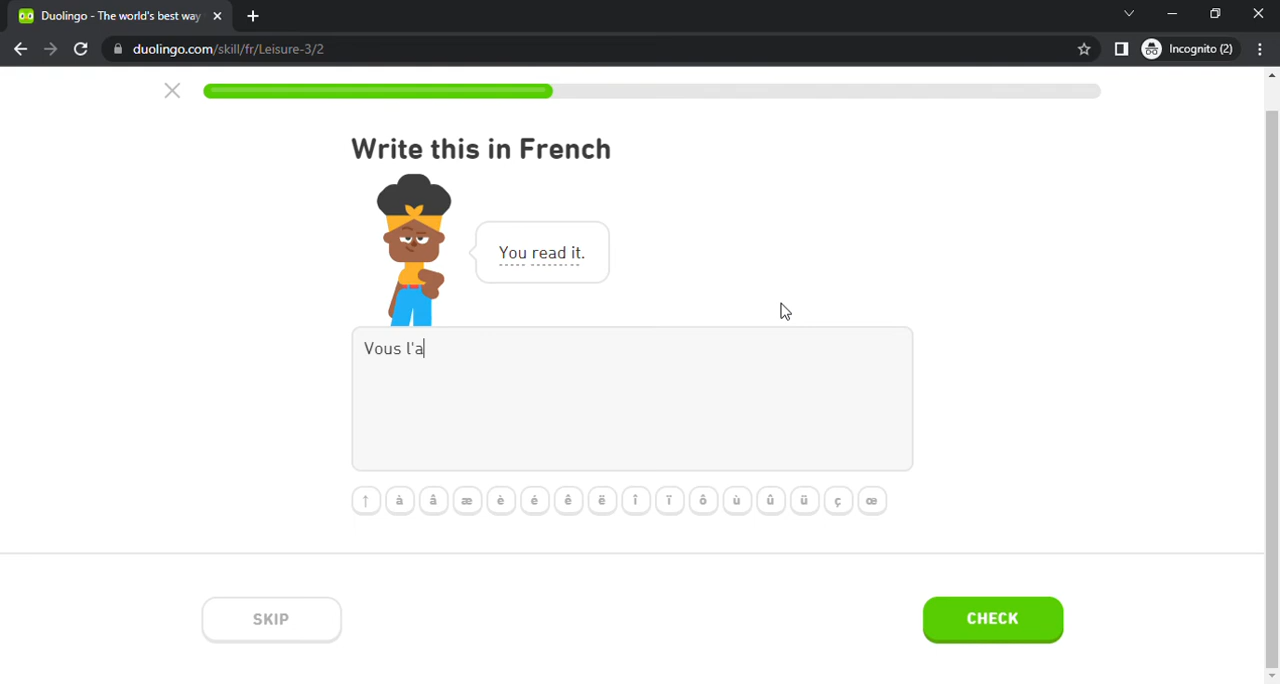 Duolingo - The world's best way
duolingo.com/skill/fr/Leisure-3/2
Incognito (2)
Write this in French
You read it.
Vous l'a
↑ à â æ è é ê ë î ï ô ù û ü ç œ
SKIP
CHECK